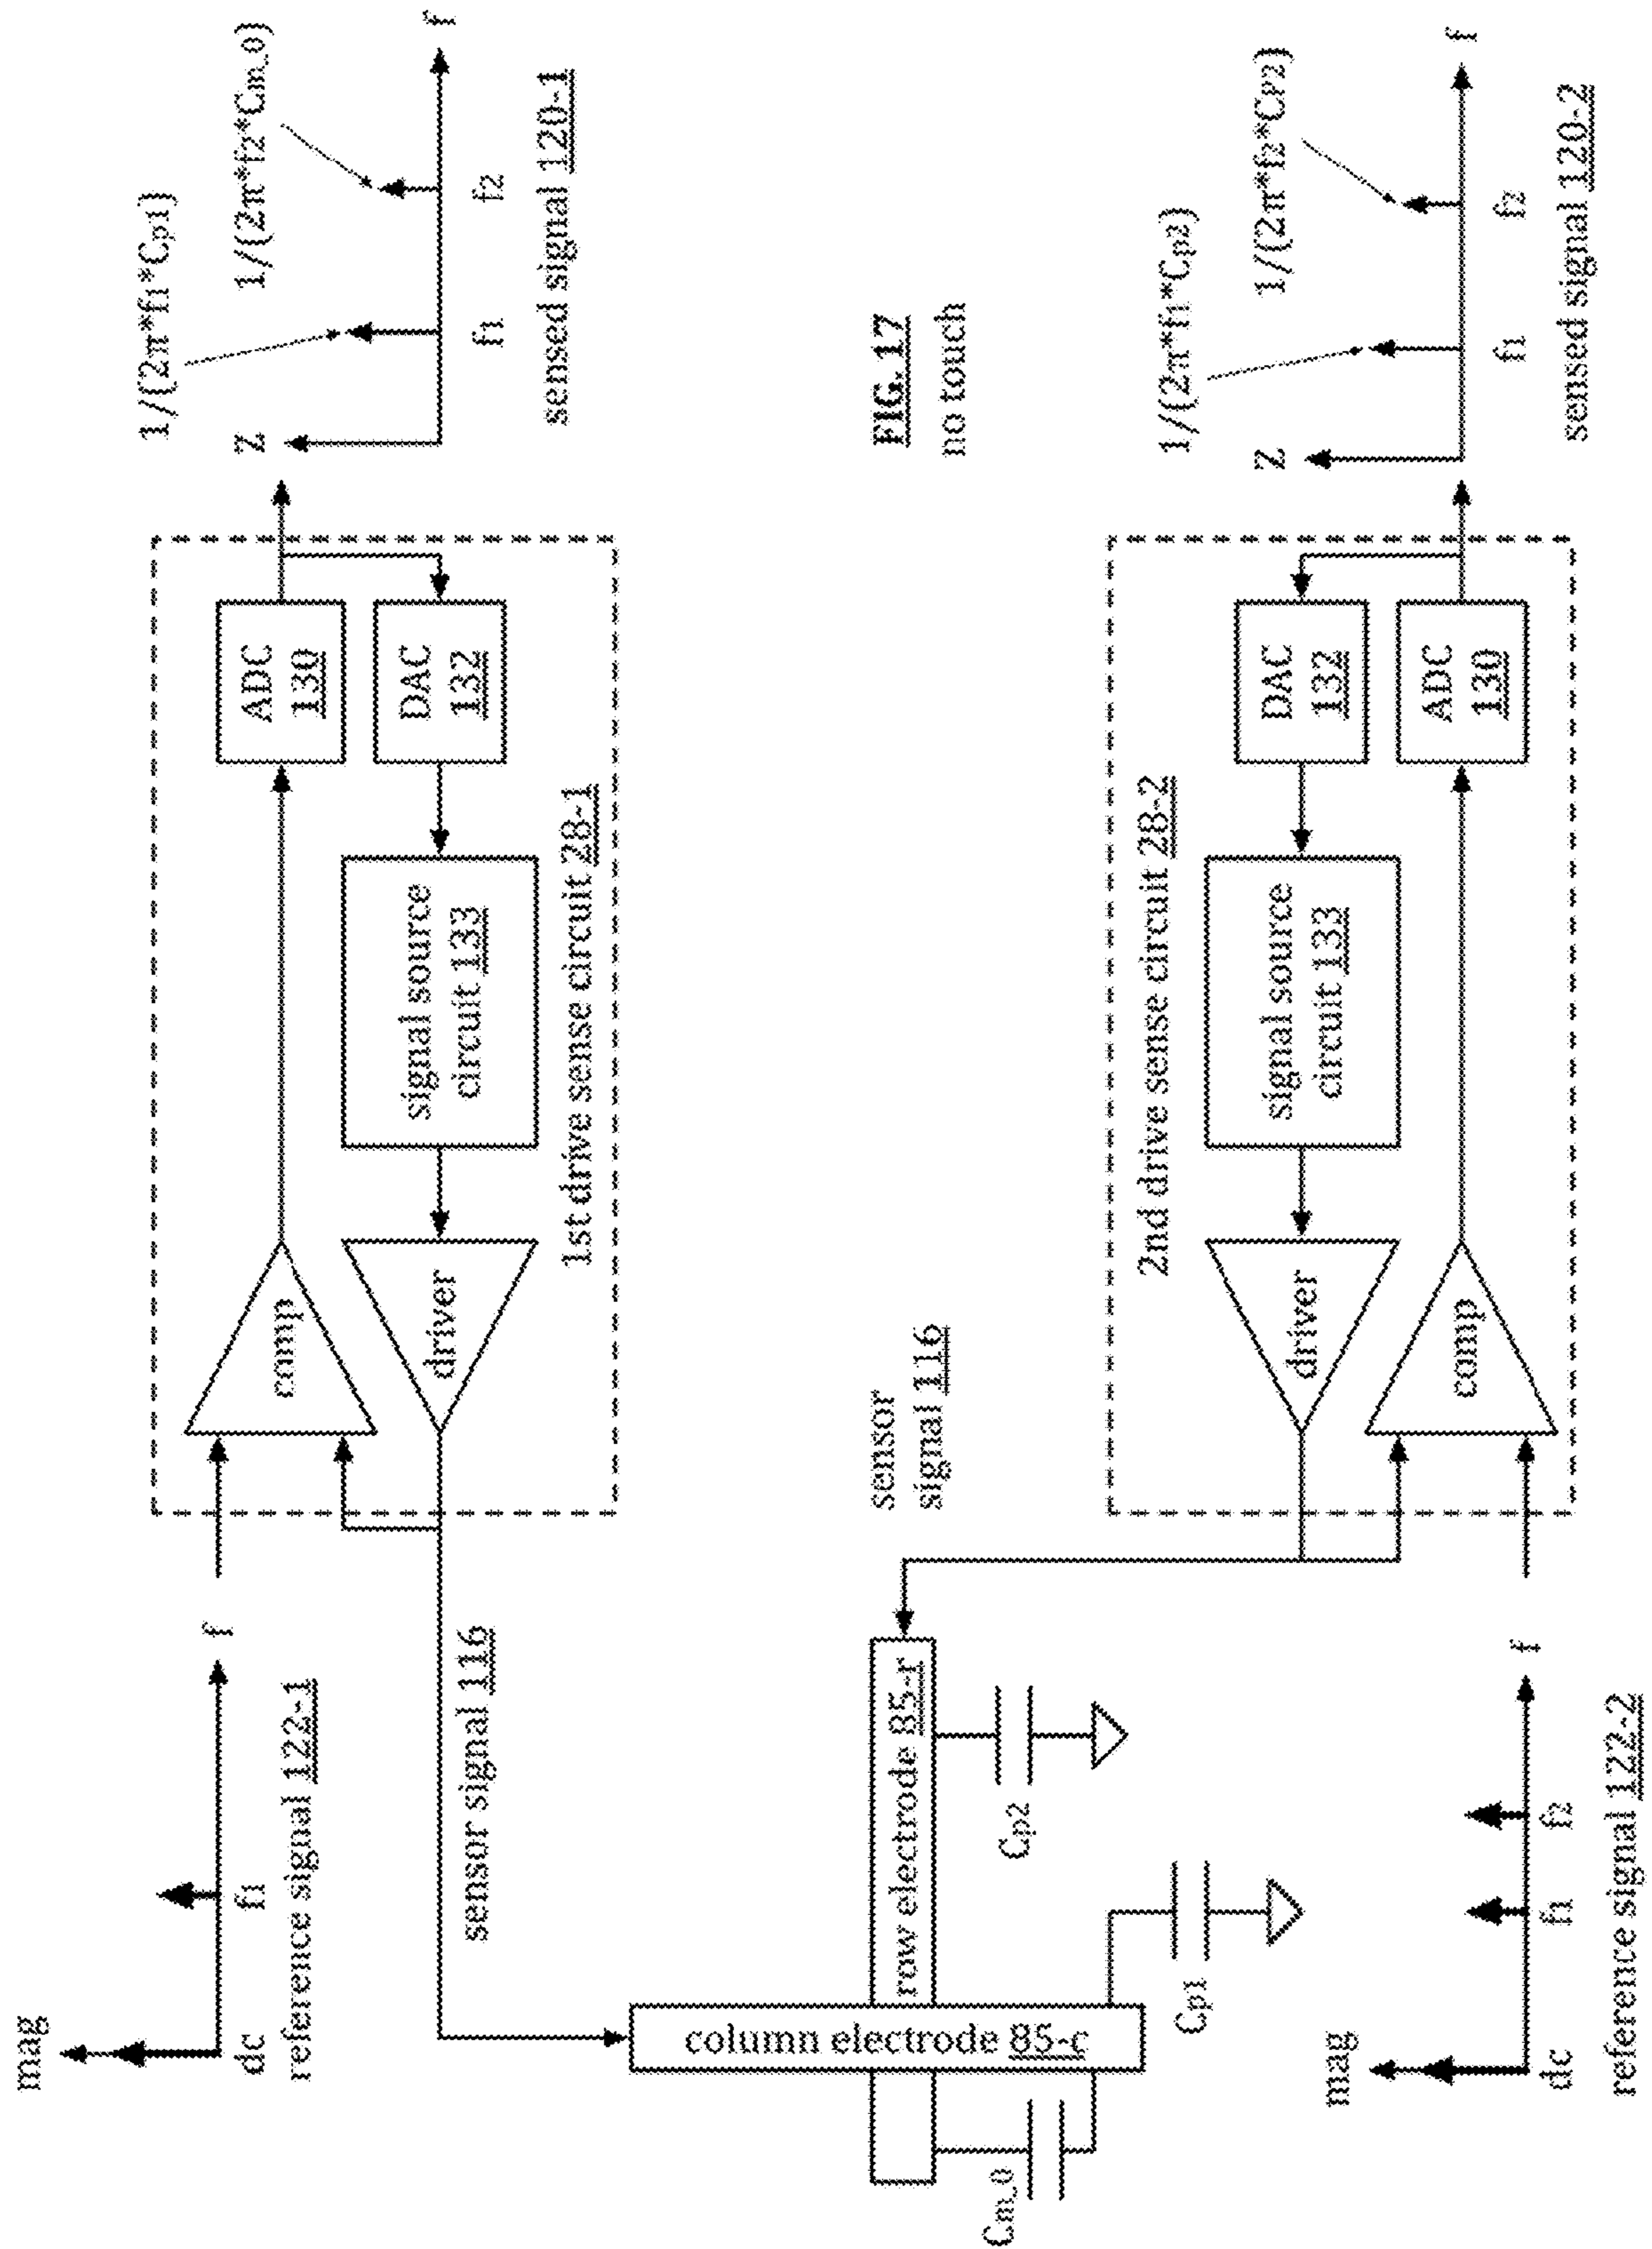 mag
dc
f1
f
reference signal 122-1
comp
ADC
130
DAC
132
signal source
circuit 133
driver
1st drive sense circuit 28-1
Z
1/(2π*f1*Cp1)
1/(2π*f2*Cm_0)
f1
f2
f
sensed signal 120-1
sensor signal 116
FIG. 17
no touch
sensor
signal 116
row electrode 85-r
column electrode 85-c
Cm_0
Cp1
Cp2
2nd drive sense circuit 28-2
driver
signal source
circuit 133
DAC
132
comp
ADC
130
Z
1/(2π*f1*Cp2)
1/(2π*f2*CP2)
f1
f2
f
sensed signal 120-2
mag
dc
f1
f2
f
reference signal 122-2